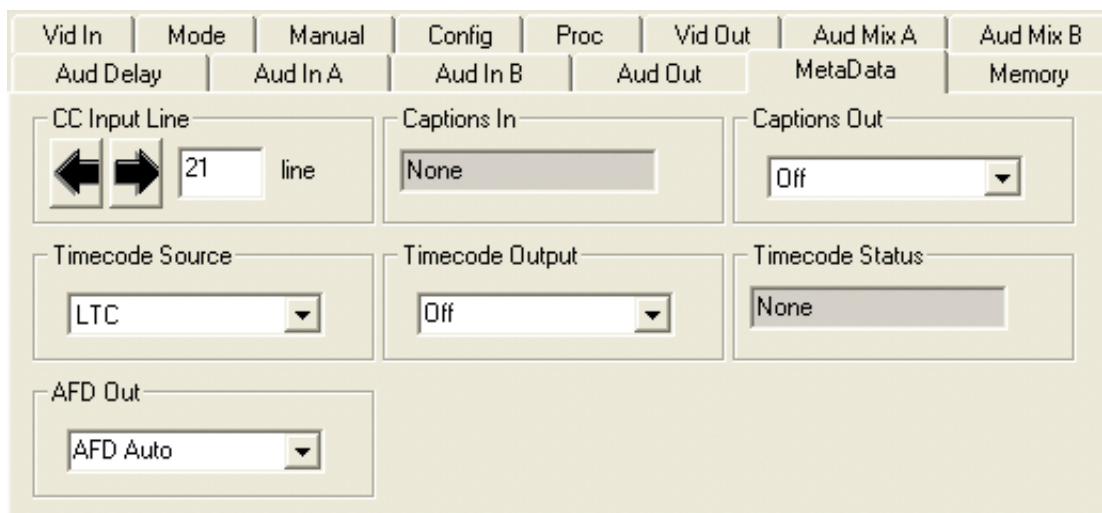 Vid In Mode Manual Config Proc Vid Out Aud Mix A Aud Mix B
Aud Delay Aud In A Aud In B Aud Out MetaData Memory
CC Input Line Captions In Captions Out
21 line None Off
Timecode Source Timecode Output Timecode Status
LTC Off None
AFD Out
AFD Auto